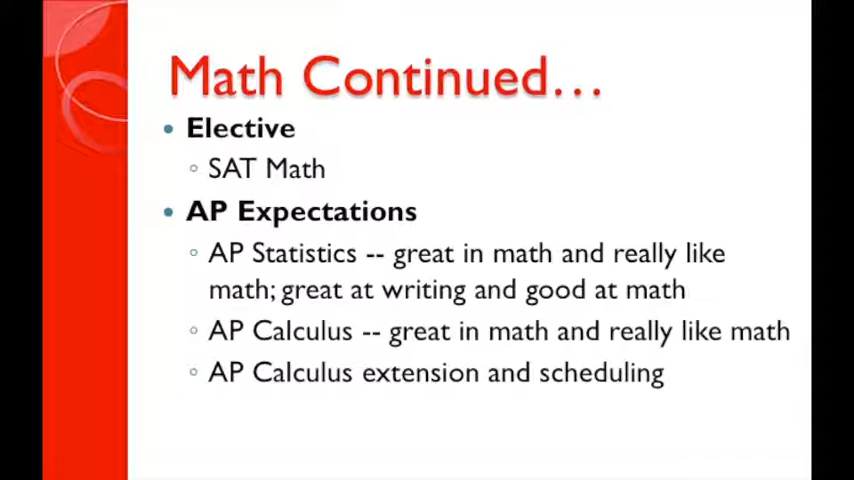 Math Continued...
• Elective
◦ SAT Math
• AP Expectations
◦ AP Statistics -- great in math and really like
math; great at writing and good at math
◦ AP Calculus -- great in math and really like math
◦ AP Calculus extension and scheduling